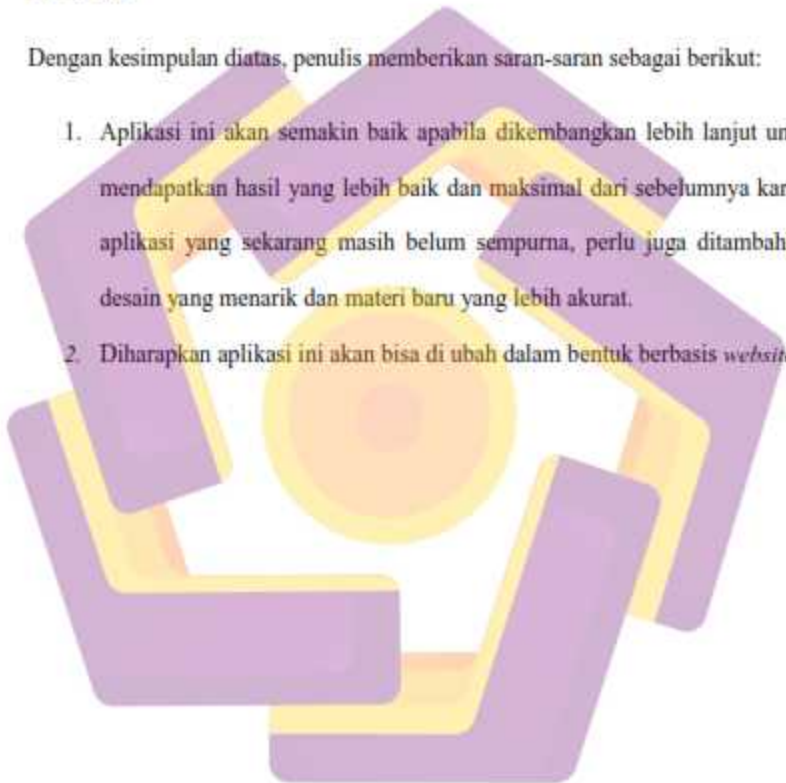 Dengan kesimpulan diatas, penulis memberikan saran-saran sebagai berikut:
1. Aplikasi ini akan semakin baik apabila dikembangkan lebih lanjut un
mendapatkan hasil yang lebih baik dan maksimal dari sebelumnya kar
aplikasi yang sekarang masih belum sempurna, perlu juga ditambah
desain yang menarik dan materi baru yang lebih akurat.
2. Diharapkan aplikasi ini akan bisa di ubah dalam bentuk berbasis website